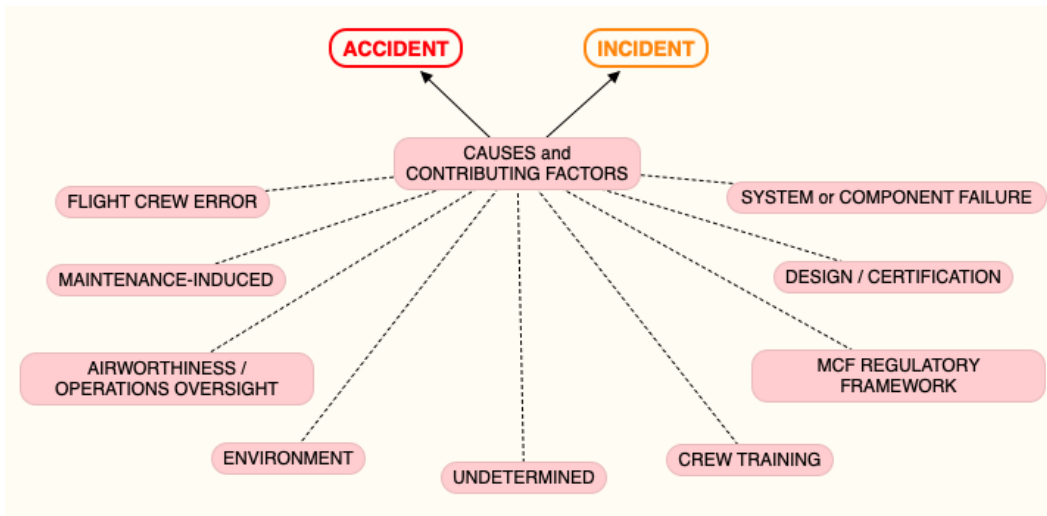 ACCIDENT
INCIDENT
CAUSES and
CONTRIBUTING FACTORS
FLIGHT CREW ERROR
SYSTEM or COMPONENT FAILURE
MAINTENANCE-INDUCED
DESIGN / CERTIFICATION
AIRWORTHINESS /
OPERATIONS OVERSIGHT
MCF REGULATORY
FRAMEWORK
ENVIRONMENT
CREW TRAINING
UNDETERMINED